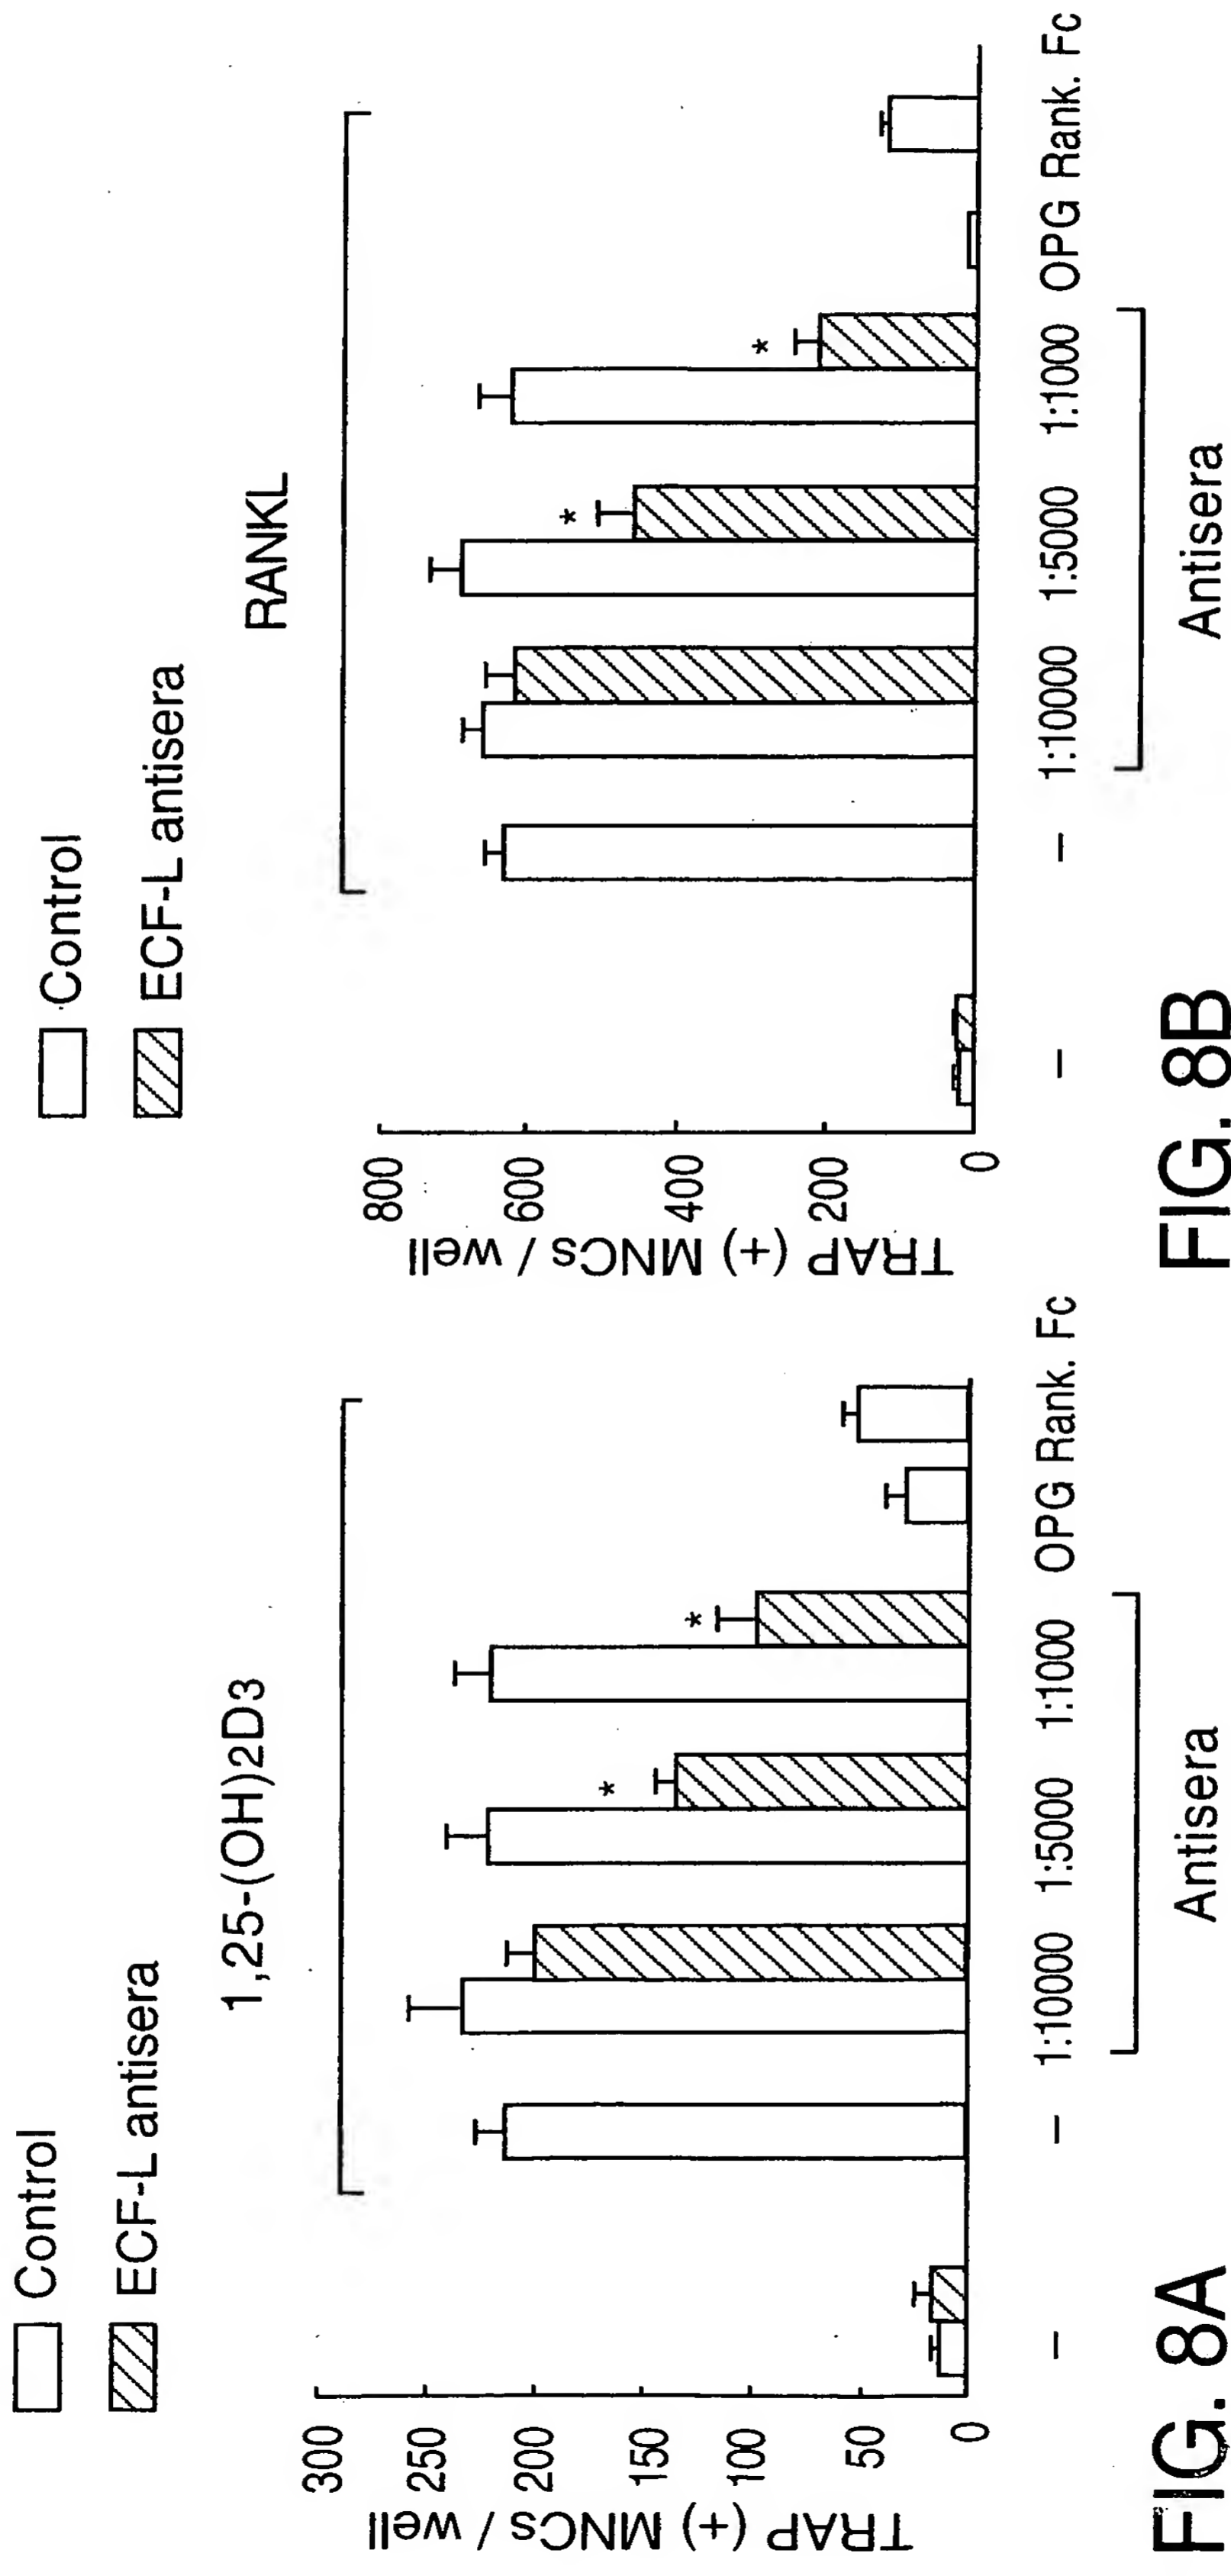 Control
ECF-L antisera
1,25-(OH)2D3
TRAP (+) MNCs / well
300
250
200
150
100
50
0
*
*
– – 1:10000 1:5000 1:1000 OPG Rank. Fc
Antisera
FIG. 8A
Control
ECF-L antisera
RANKL
TRAP (+) MNCs / well
800
600
400
200
0
*
*
– – 1:10000 1:5000 1:1000 OPG Rank. Fc
Antisera
FIG. 8B